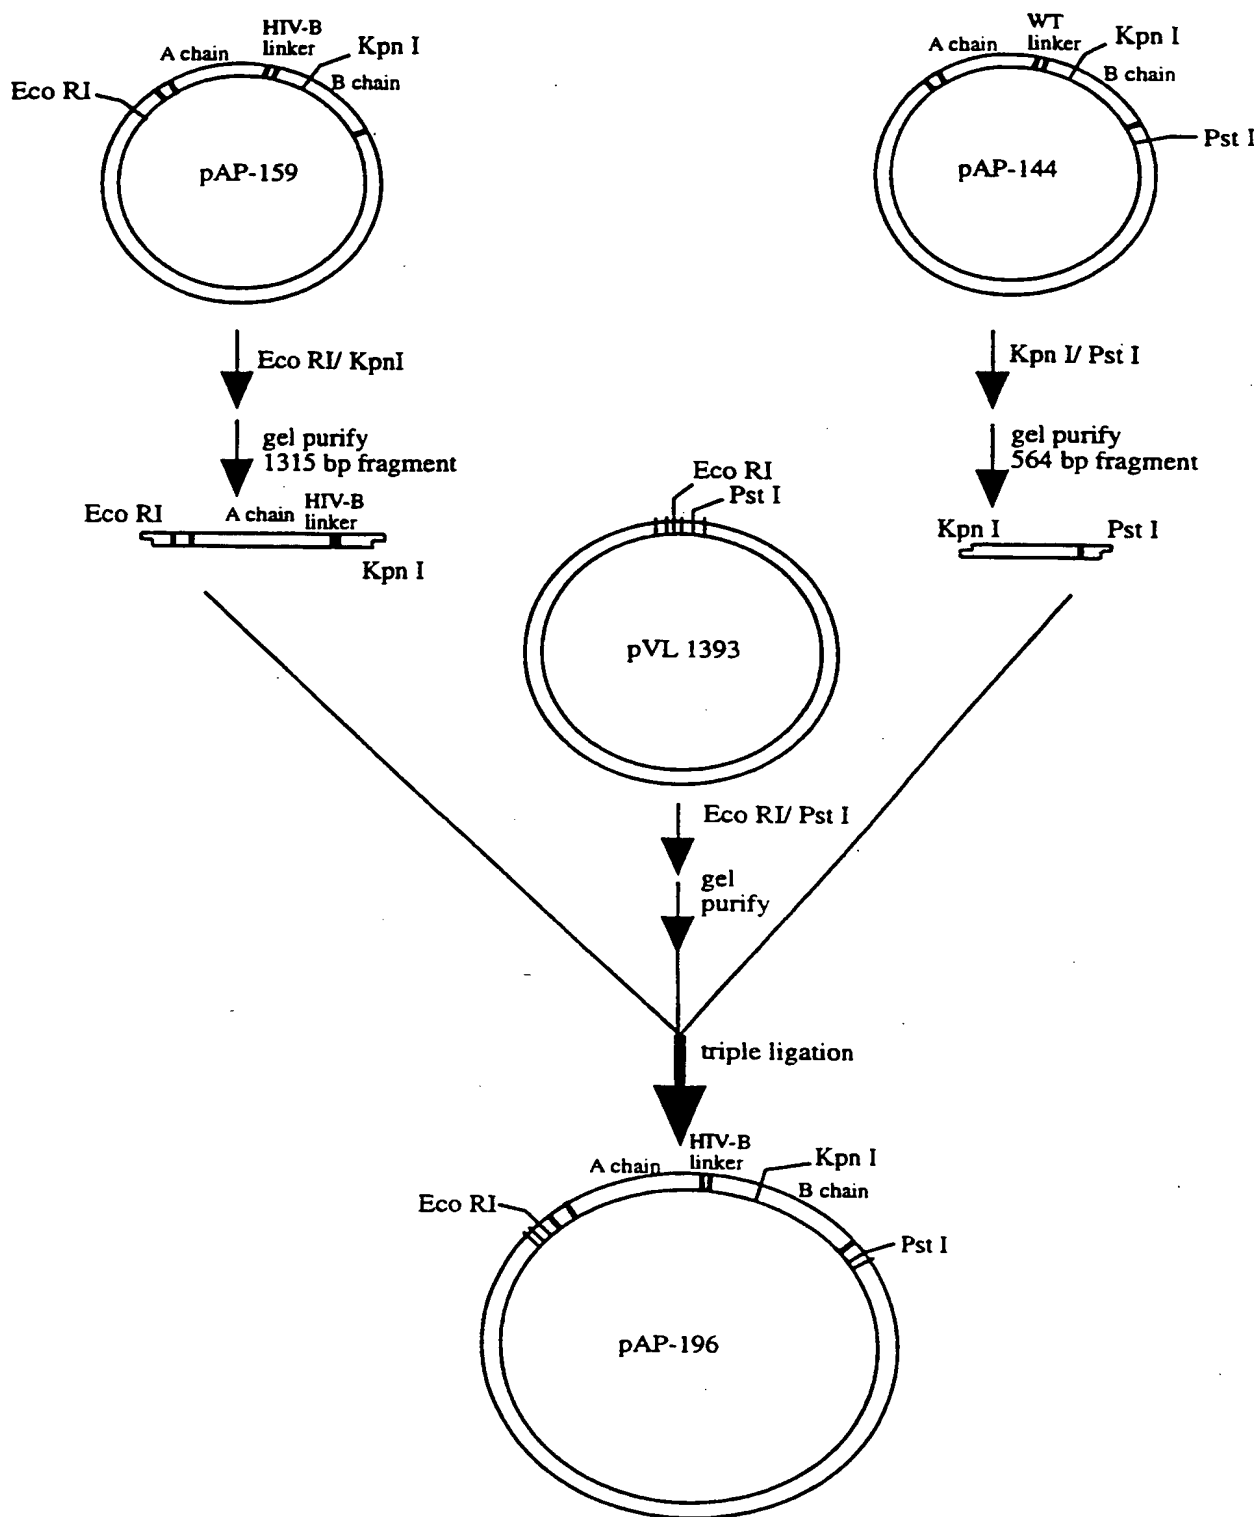 HIV-B
linker
A chain
Kpn I
B chain
Eco RI
pAP-159
WT
linker
A chain
Kpn I
B chain
Pst I
pAP-144
Eco RI/ KpnI
Kpn I/ Pst I
gel purify
1315 bp fragment
gel purify
564 bp fragment
Eco RI
A chain
HIV-B
linker
Kpn I
Eco RI
Pst I
Kpn I
Pst I
pVL 1393
Eco RI/ Pst I
gel
purify
triple ligation
HIV-B
linker
A chain
Kpn I
B chain
Eco RI
Pst I
pAP-196